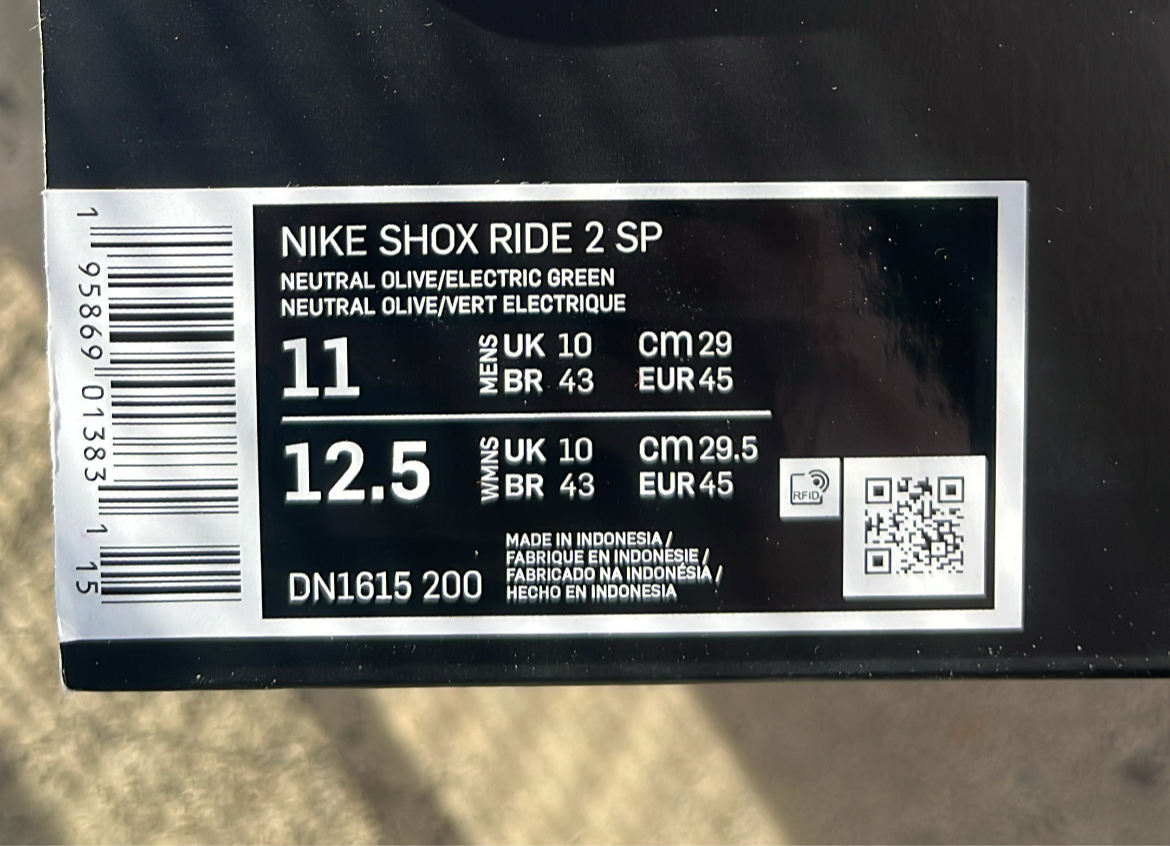 1 95869 01383 1 15
NIKE SHOX RIDE 2 SP
NEUTRAL OLIVE/ELECTRIC GREEN
NEUTRAL OLIVE/VERT ELECTRIQUE
11 MENS UK 10 cm 29
BR 43 EUR 45
12.5 WMNS UK 10 cm 29.5
BR 43 EUR 45
RFID
MADE IN INDONESIA /
FABRIQUE EN INDONESIE /
FABRICADO NA INDONÉSIA /
HECHO EN INDONESIA
DN1615 200